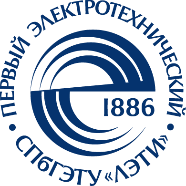 ПЕРВЫЙ ЭЛЕКТРОТЕХНИЧЕСКИЙ
1886
СПбГЭТУ «ЛЭТИ»